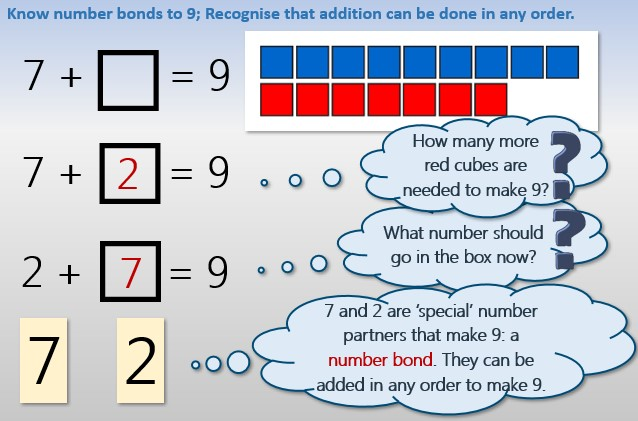 Know number bonds to 9; Recognise that addition can be done in any order.
7 + = 9
7 + 2 = 9
How many more
red cubes are
needed to make 9?
?
2 + 7 = 9
What number should
go in the box now?
?
7 2
7 and 2 are ‘special’ number
partners that make 9: a
number bond. They can be
added in any order to make 9.